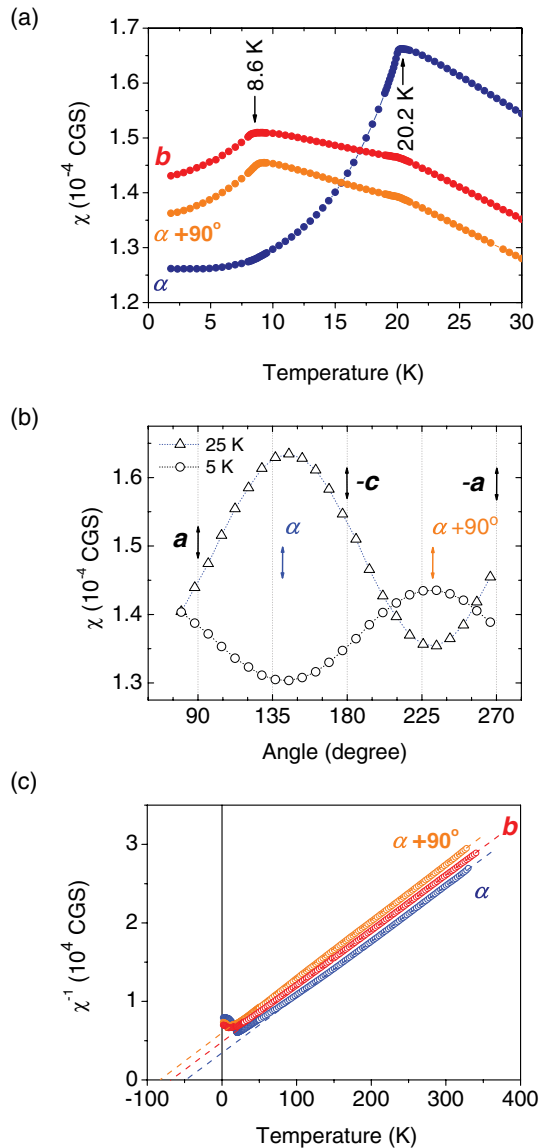 (a)
1.7
1.6
1.5
1.4
1.3
1.2
χ (10⁻⁴ CGS)
8.6 K
20.2 K
b
α +90°
α
0 5 10 15 20 25 30
Temperature (K)
(b)
25 K
5 K
1.6
1.5
1.4
1.3
χ (10⁻⁴ CGS)
a
α
-c
α +90°
-a
90 135 180 225 270
Angle (degree)
(c)
3
2
1
0
χ⁻¹ (10⁴ CGS)
α +90°
b
α
-100 0 100 200 300 400
Temperature (K)